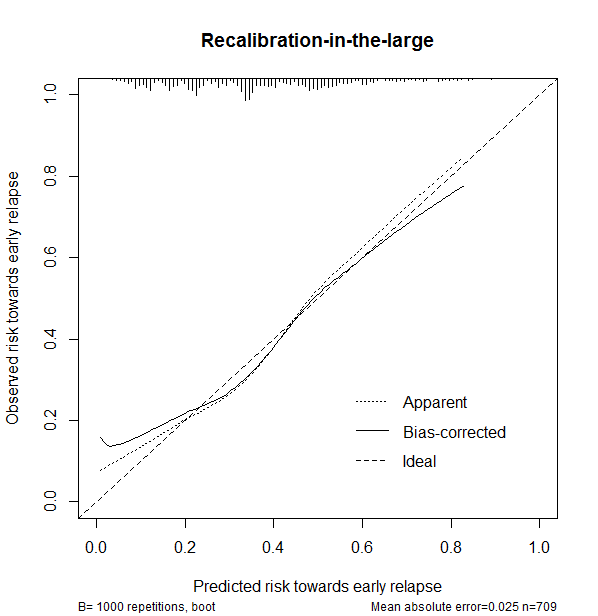 Recalibration-in-the-large
Observed risk towards early relapse
1.0
0.8
0.6
0.4
0.2
0.0
Apparent
Bias-corrected
Ideal
0.0 0.2 0.4 0.6 0.8 1.0
Predicted risk towards early relapse
B= 1000 repetitions, boot Mean absolute error=0.025 n=709